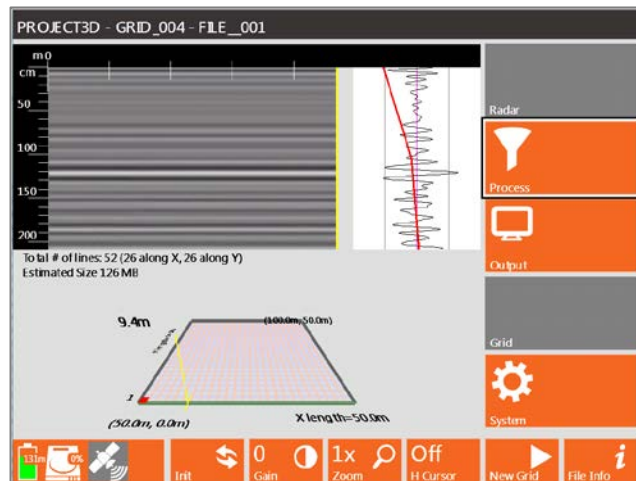 PROJECT3D - GRID_004 - FILE__001
m 0
cm
50
100
150
200
Total # of lines: 52 (26 along X, 26 along Y)
Estimated Size 126 MB
9.4m
(100.0m, 50.0m)
1
(50.0m, 0.0m)
X length=50.0m
Radar
Process
Output
Grid
System
131m
0%
Init
0
Gain
1x
Zoom
Off
H Cursor
New Grid
i
File Info